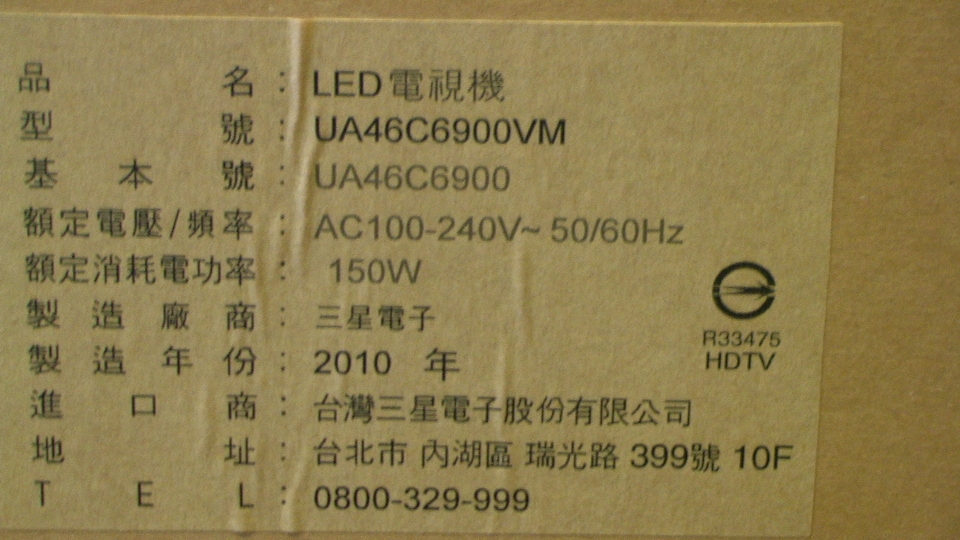 品名：LED電視機
型號：UA46C6900VM
基本號：UA46C6900
額定電壓/頻率：AC100-240V~ 50/60Hz
額定消耗電功率：150W
製造廠商：三星電子
製造年份：2010 年
進口商：台灣三星電子股份有限公司
地址：台北市 內湖區 瑞光路 399號 10F
TEL：0800-329-999
R33475
HDTV